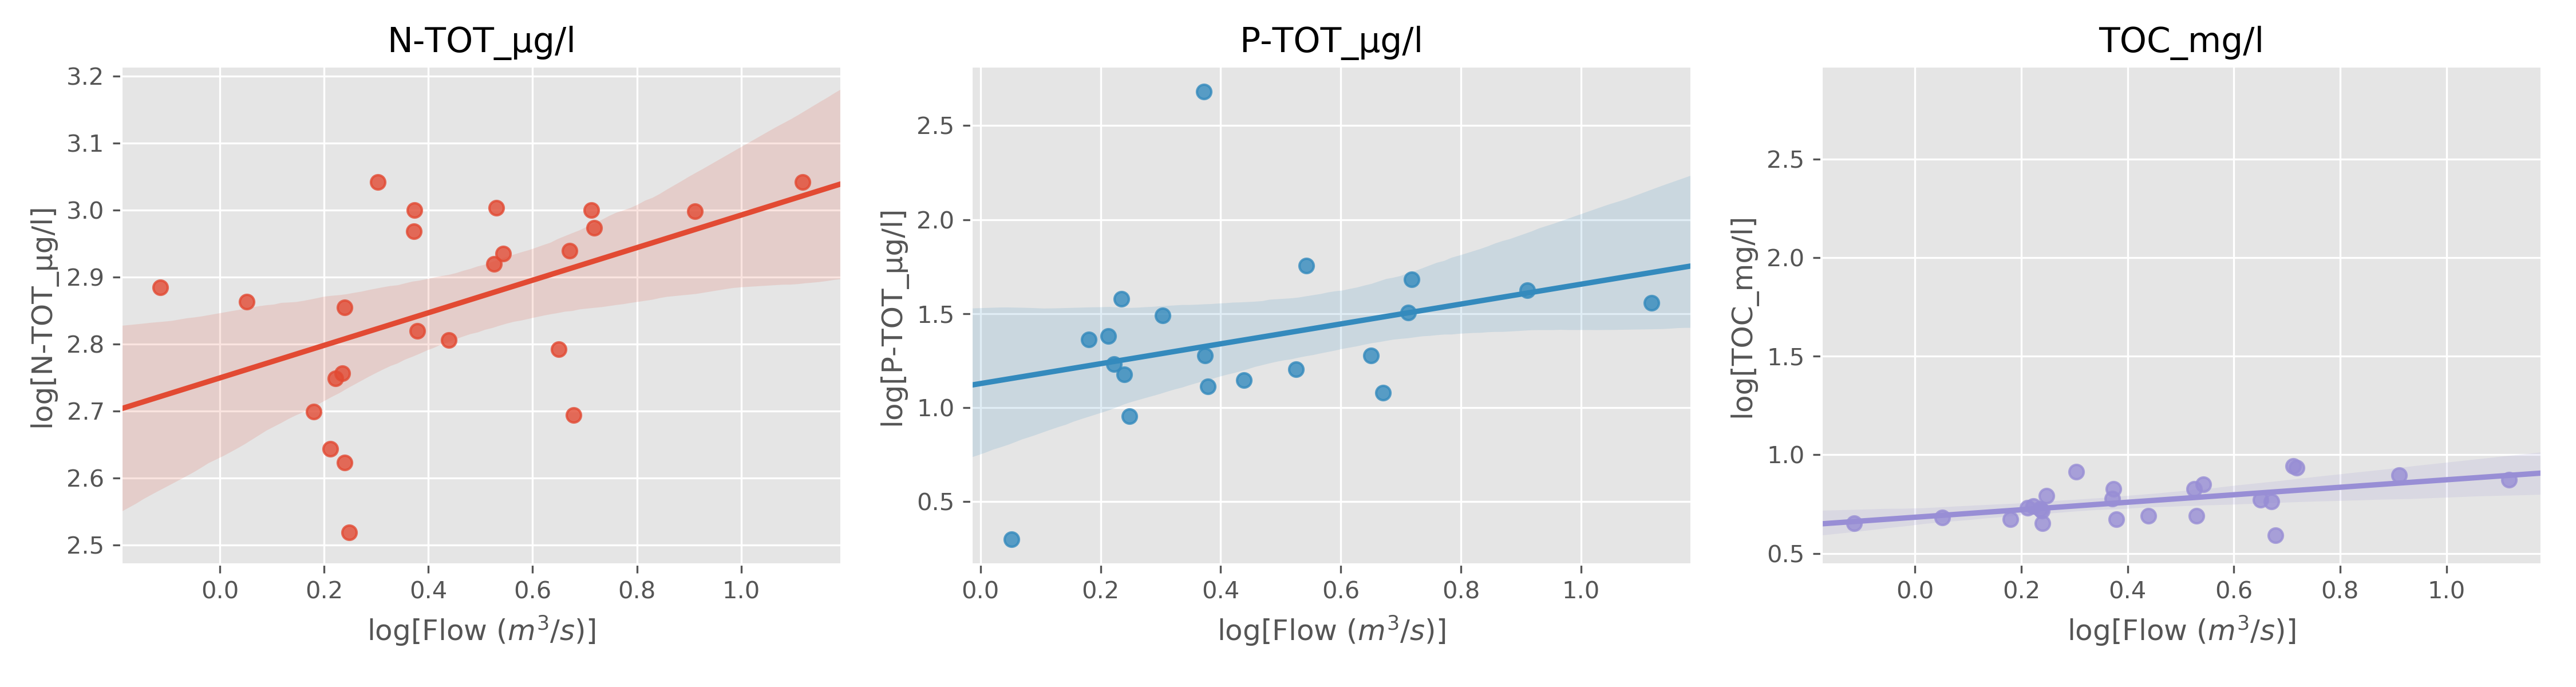 N-TOT_µg/l
3.2
3.1
3.0
2.9
2.8
2.7
2.6
2.5
log[N-TOT_µg/l]
0.0 0.2 0.4 0.6 0.8 1.0
log[Flow (m³/s)]
P-TOT_µg/l
2.5
2.0
1.5
1.0
0.5
log[P-TOT_µg/l]
0.0 0.2 0.4 0.6 0.8 1.0
log[Flow (m³/s)]
TOC_mg/l
2.5
2.0
1.5
1.0
0.5
log[TOC_mg/l]
0.0 0.2 0.4 0.6 0.8 1.0
log[Flow (m³/s)]